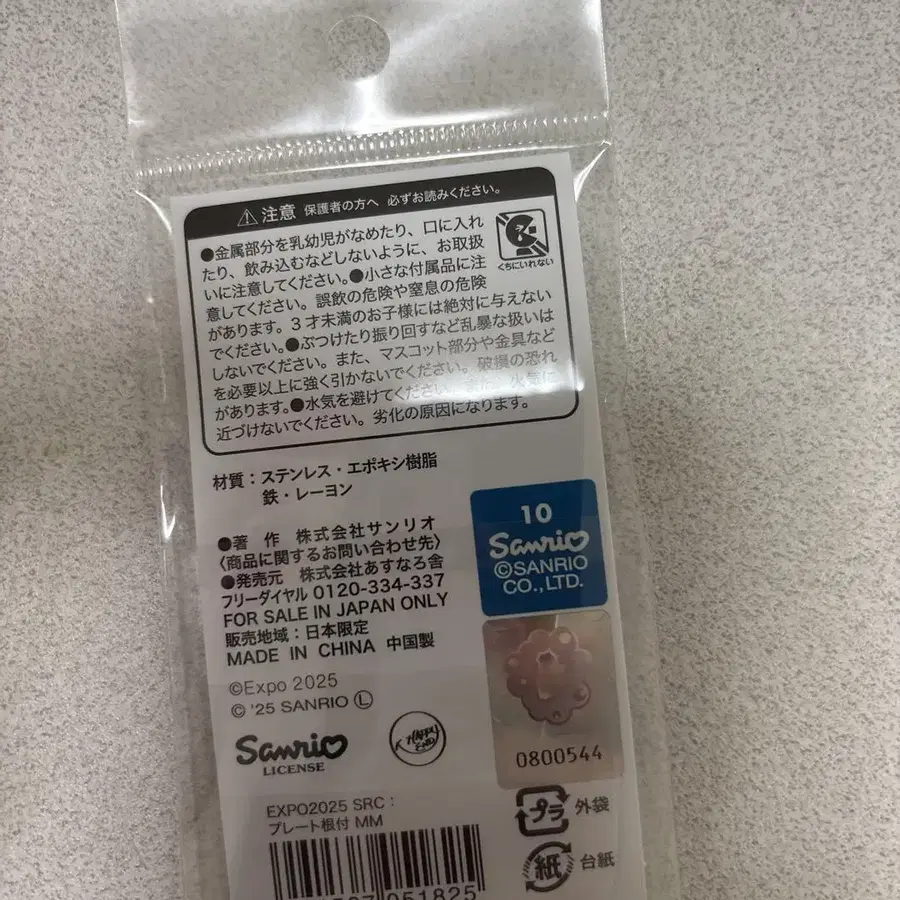 ⚠注意 保護者の方へ 必ずお読みください。
●金属部分を乳幼児がなめたり、口に入れ
たり、飲み込むなどしないように、お取扱
いに注意してください。●小さな付属品に注
意してください。誤飲の危険や窒息の危険
があります。3才未満のお子様には絶対に与えない
でください。●ぶつけたり振り回すなど乱暴な扱いは
しないでください。また、マスコット部分や金具など
を必要以上に強く引かないでください。破損の恐れ
があります。●水気を避けてください。また、火気に
近づけないでください。劣化の原因になります。
くちにいれない
材質:ステンレス・エポキシ樹脂
鉄・レーヨン
●著 作 株式会社サンリオ
〈商品に関するお問い合わせ先〉
●発売元 株式会社あすなろ舎
フリーダイヤル 0120-334-337
FOR SALE IN JAPAN ONLY
販売地域:日本限定
MADE IN CHINA 中国製
©Expo 2025
© '25 SANRIO Ⓛ
10
Sanrio
©SANRIO
CO.,LTD.
0800544
Sanrio
LICENSE
HAPPY
END
EXPO2025 SRC:
プレート根付 MM
051825
プラ 外袋
紙 台紙